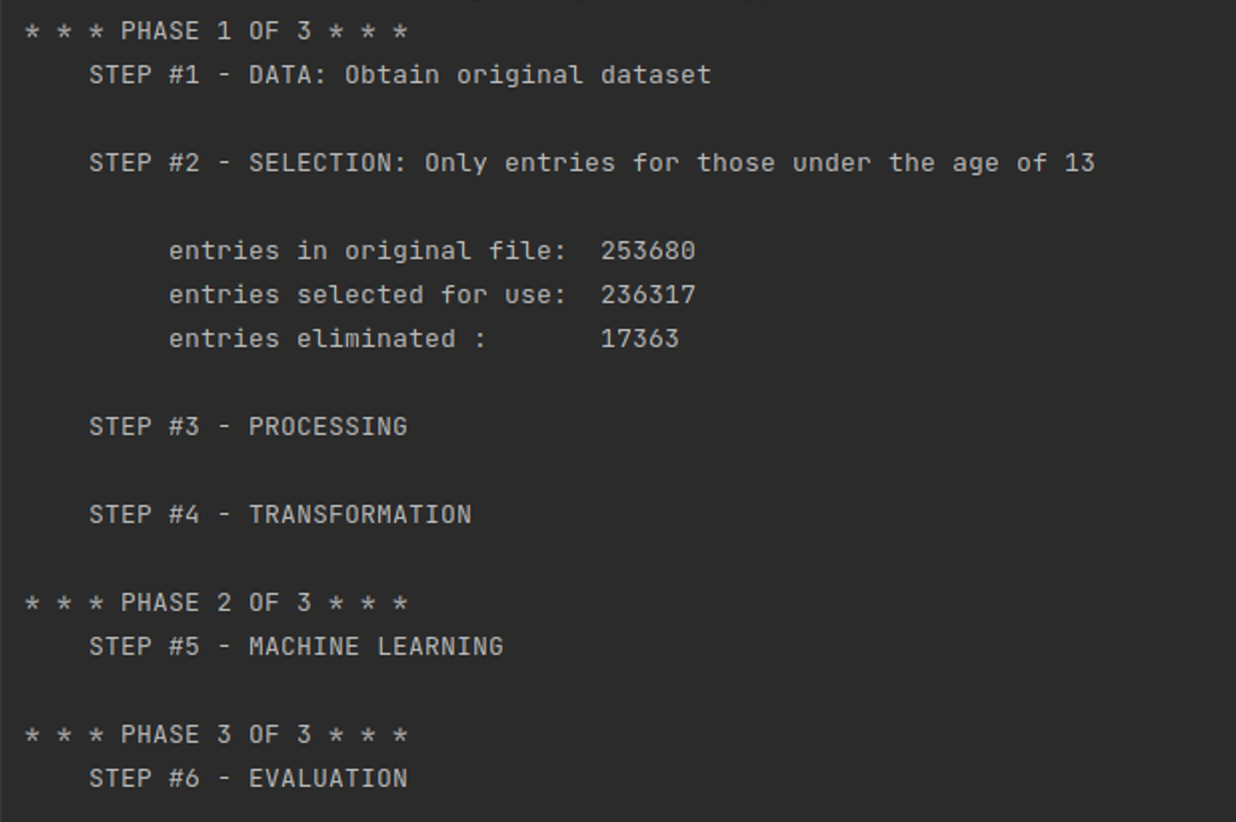 * * * PHASE 1 OF 3 * * *
STEP #1 - DATA: Obtain original dataset
STEP #2 - SELECTION: Only entries for those under the age of 13
entries in original file: 253680
entries selected for use: 236317
entries eliminated : 17363
STEP #3 - PROCESSING
STEP #4 - TRANSFORMATION
* * * PHASE 2 OF 3 * * *
STEP #5 - MACHINE LEARNING
* * * PHASE 3 OF 3 * * *
STEP #6 - EVALUATION